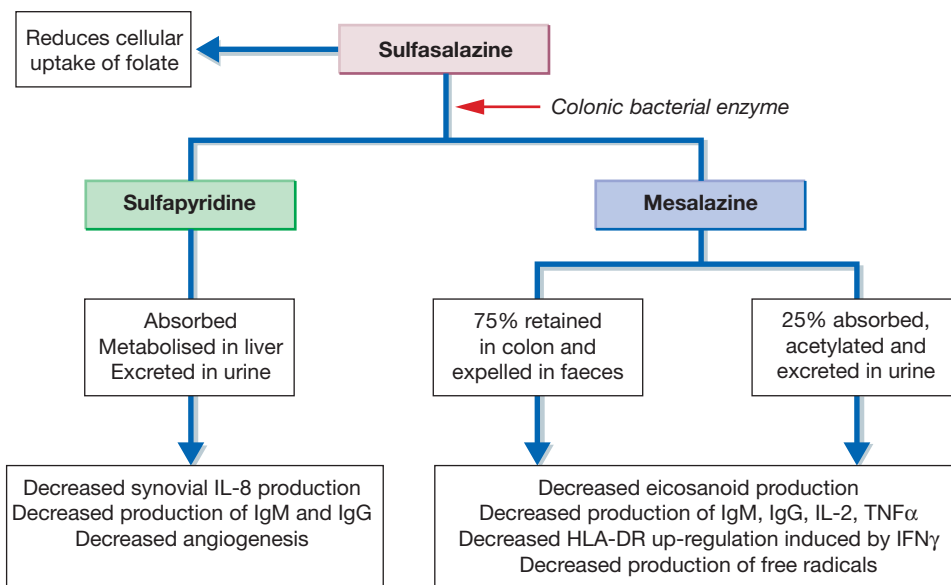 Reduces cellular
uptake of folate
Sulfasalazine
Colonic bacterial enzyme
Sulfapyridine
Mesalazine
Absorbed
Metabolised in liver
Excreted in urine
75% retained
in colon and
expelled in faeces
25% absorbed,
acetylated and
excreted in urine
Decreased synovial IL-8 production
Decreased production of IgM and IgG
Decreased angiogenesis
Decreased eicosanoid production
Decreased production of IgM, IgG, IL-2, TNFα
Decreased HLA-DR up-regulation induced by IFNγ
Decreased production of free radicals